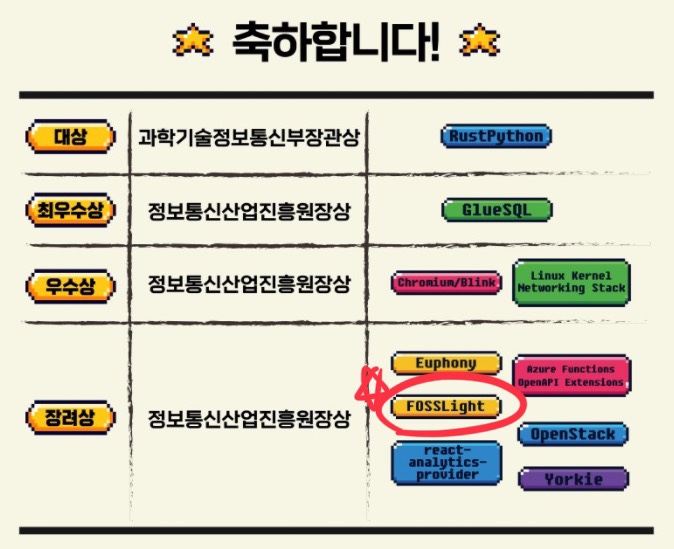 축하합니다!
대상
과학기술정보통신부장관상
RustPython
최우수상
정보통신산업진흥원장상
GlueSQL
우수상
정보통신산업진흥원장상
Chromium/Blink
Linux Kernel
Networking Stack
장려상
정보통신산업진흥원장상
Euphony
Azure Functions
OpenAPI Extensions
FOSSLight
OpenStack
react-
analytics-
provider
Yorkie